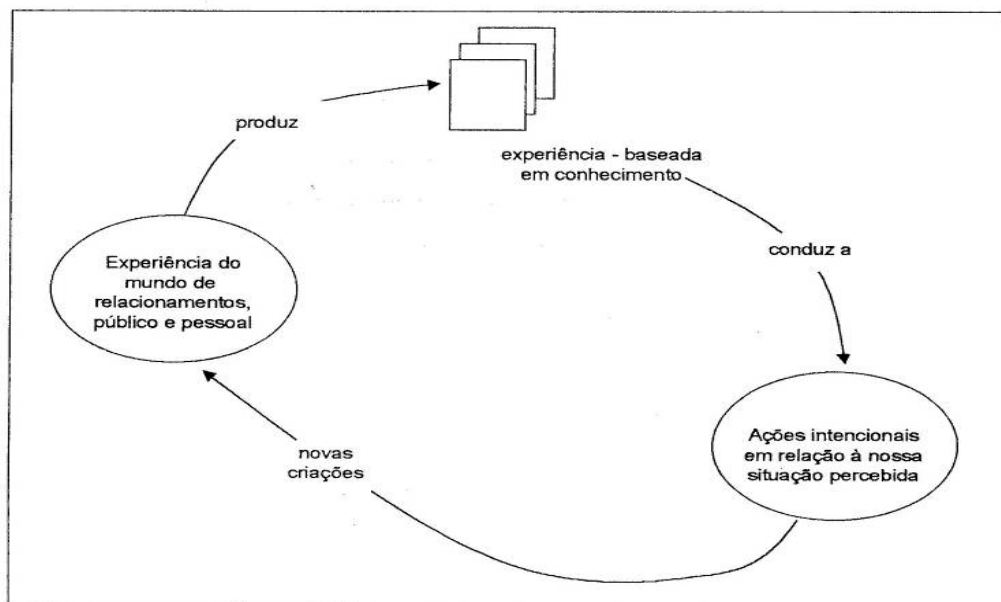 produz
experiência - baseada
em conhecimento
conduz a
Experiência do
mundo de
relacionamentos,
público e pessoal
Ações intencionais
em relação à nossa
situação percebida
novas
criações